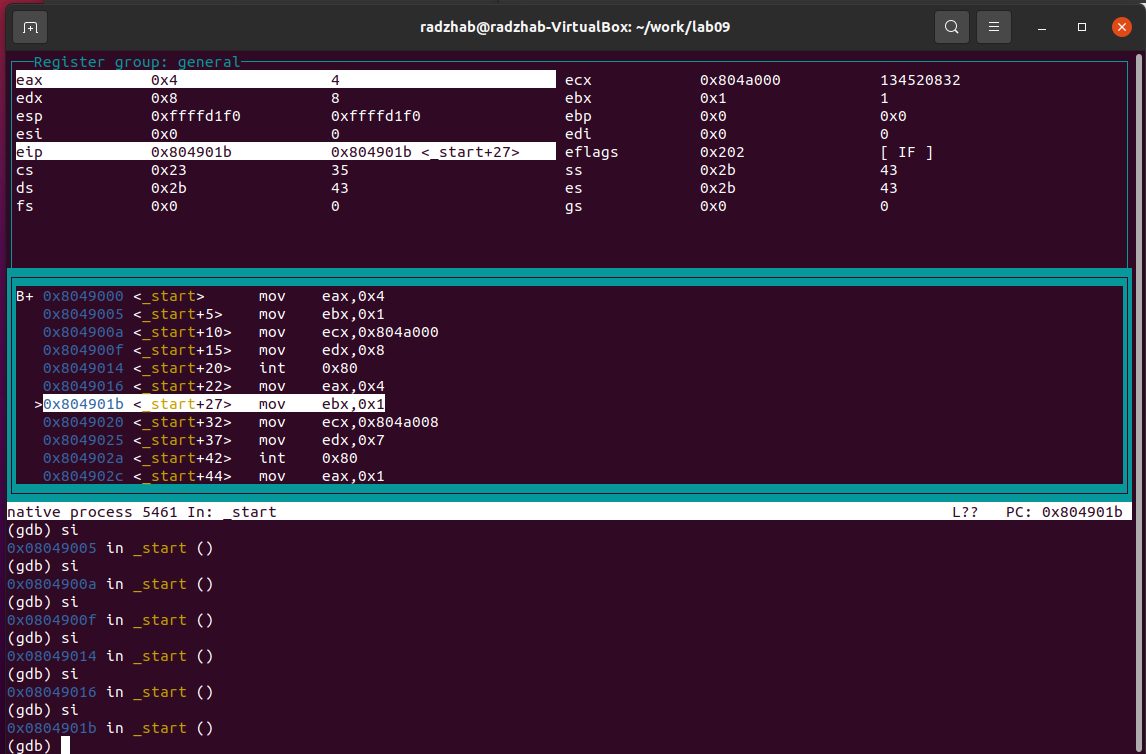 radzhab@radzhab-VirtualBox: ~/work/lab09
Register group: general
eax 0x4 4 ecx 0x804a000 134520832
edx 0x8 8 ebx 0x1 1
esp 0xffffd1f0 0xffffd1f0 ebp 0x0 0x0
esi 0x0 0 edi 0x0 0
eip 0x804901b 0x804901b <_start+27> eflags 0x202 [ IF ]
cs 0x23 35 ss 0x2b 43
ds 0x2b 43 es 0x2b 43
fs 0x0 0 gs 0x0 0
B+ 0x8049000 <_start> mov eax,0x4
0x8049005 <_start+5> mov ebx,0x1
0x804900a <_start+10> mov ecx,0x804a000
0x804900f <_start+15> mov edx,0x8
0x8049014 <_start+20> int 0x80
0x8049016 <_start+22> mov eax,0x4
>0x804901b <_start+27> mov ebx,0x1
0x8049020 <_start+32> mov ecx,0x804a008
0x8049025 <_start+37> mov edx,0x7
0x804902a <_start+42> int 0x80
0x804902c <_start+44> mov eax,0x1
native process 5461 In: _start L?? PC: 0x804901b
(gdb) si
0x08049005 in _start ()
(gdb) si
0x0804900a in _start ()
(gdb) si
0x0804900f in _start ()
(gdb) si
0x08049014 in _start ()
(gdb) si
0x08049016 in _start ()
(gdb) si
0x0804901b in _start ()
(gdb)